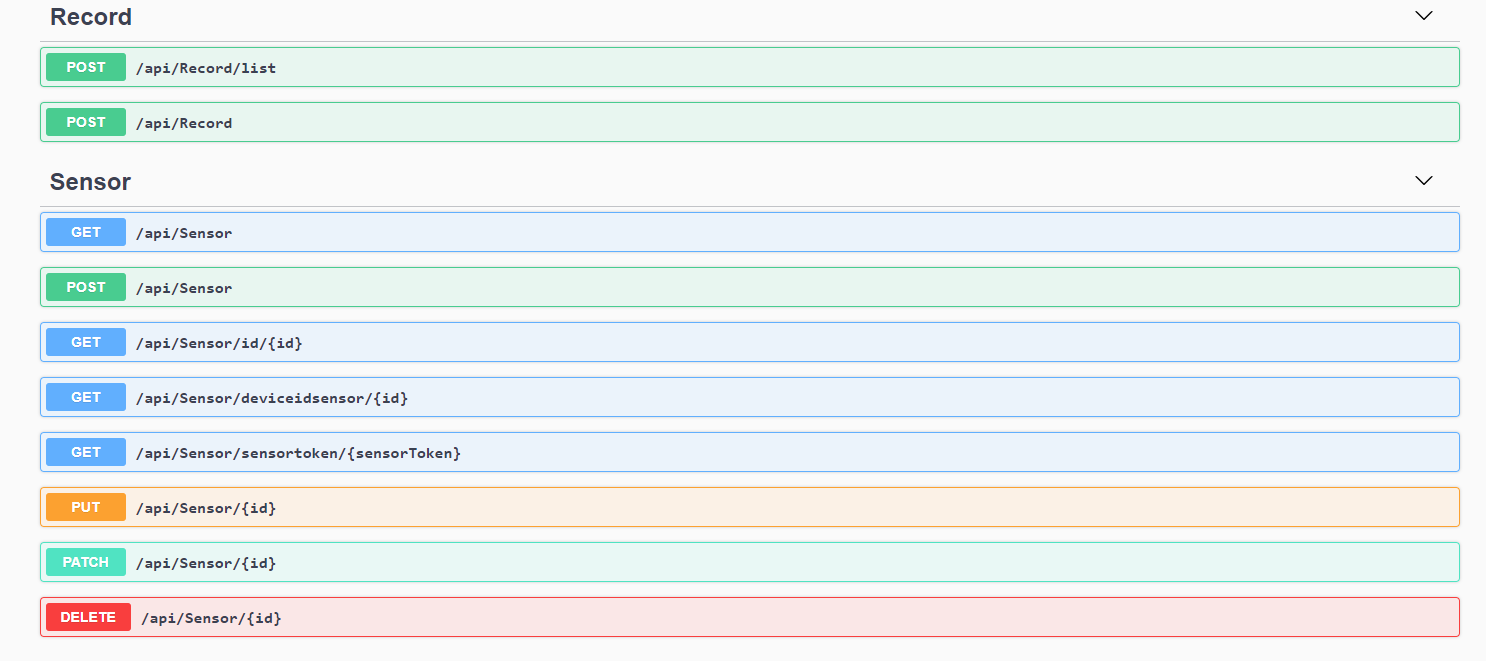 Record
POST /api/Record/list
POST /api/Record
Sensor
GET /api/Sensor
POST /api/Sensor
GET /api/Sensor/id/{id}
GET /api/Sensor/deviceidsensor/{id}
GET /api/Sensor/sensortoken/{sensorToken}
PUT /api/Sensor/{id}
PATCH /api/Sensor/{id}
DELETE /api/Sensor/{id}